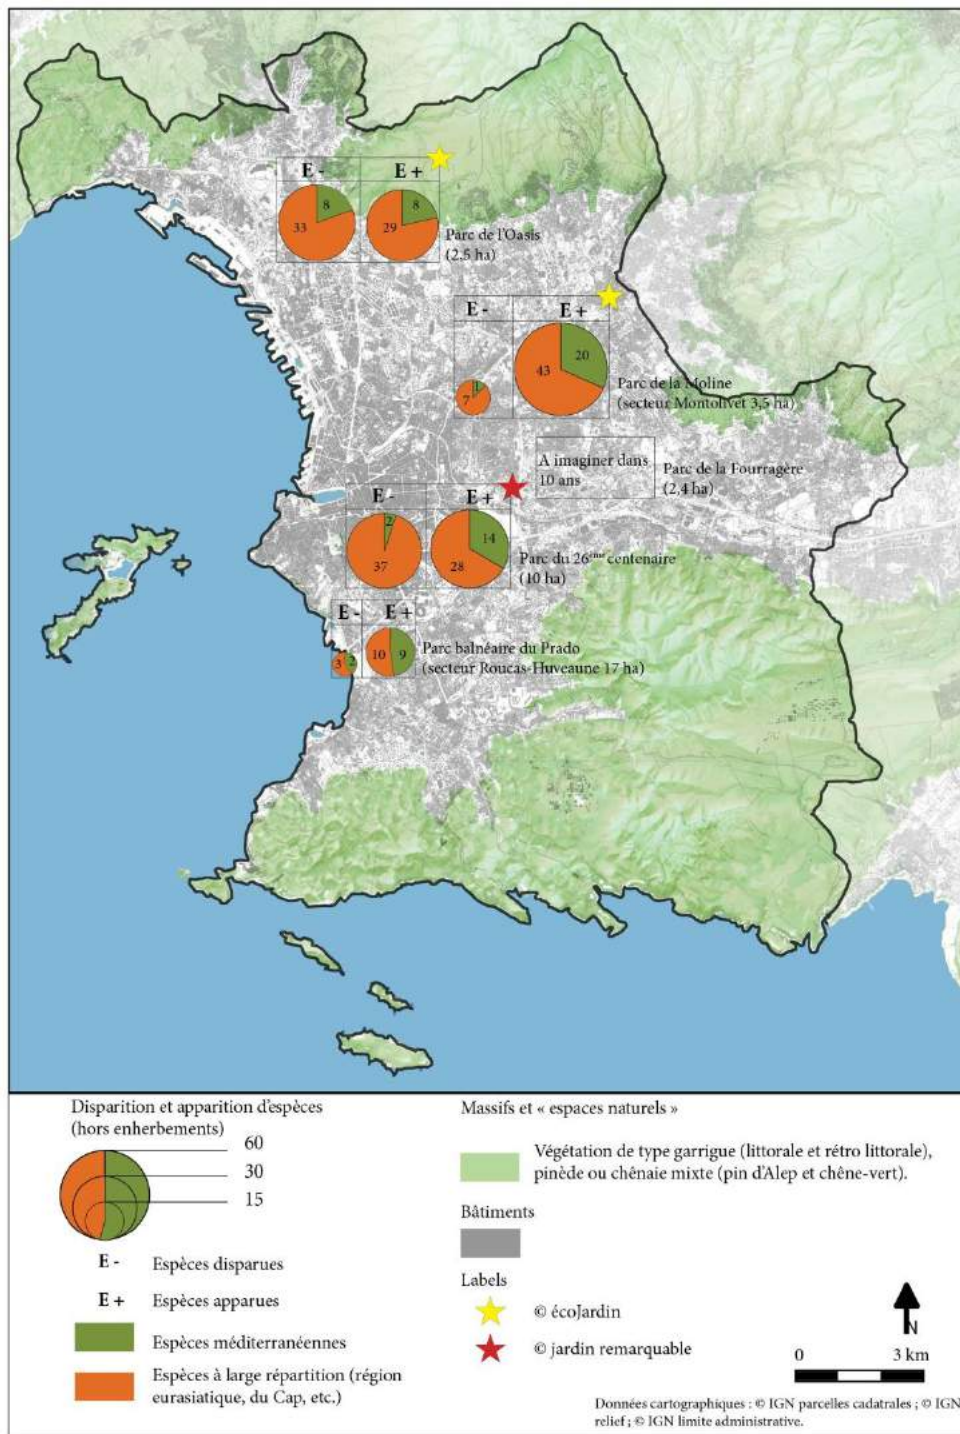 E -
E +
33
8
29
8
Parc de l'Oasis
(2,5 ha)
E -
E +
7
1
43
20
Parc de la Moline
(secteur Montolivet 3,5 ha)
A imaginer dans
10 ans
Parc de la Fourragère
(2,4 ha)
E -
E +
37
2
28
14
Parc du 26ème centenaire
(10 ha)
E -
E +
3
2
10
9
Parc balnéaire du Prado
(secteur Roucas-Huveaune 17 ha)
Disparition et apparition d'espèces
(hors enherbements)
60
30
15
E - Espèces disparues
E + Espèces apparues
Espèces méditerranéennes
Espèces à large répartition (région
eurasiatique, du Cap, etc.)
Massifs et « espaces naturels »
Végétation de type garrigue (littorale et rétro littorale),
pinède ou chênaie mixte (pin d'Alep et chêne-vert).
Bâtiments
Labels
© écoJardin
© jardin remarquable
N
0 3 km
Données cartographiques : © IGN parcelles cadatrales ; © IGN
relief ; © IGN limite administrative.